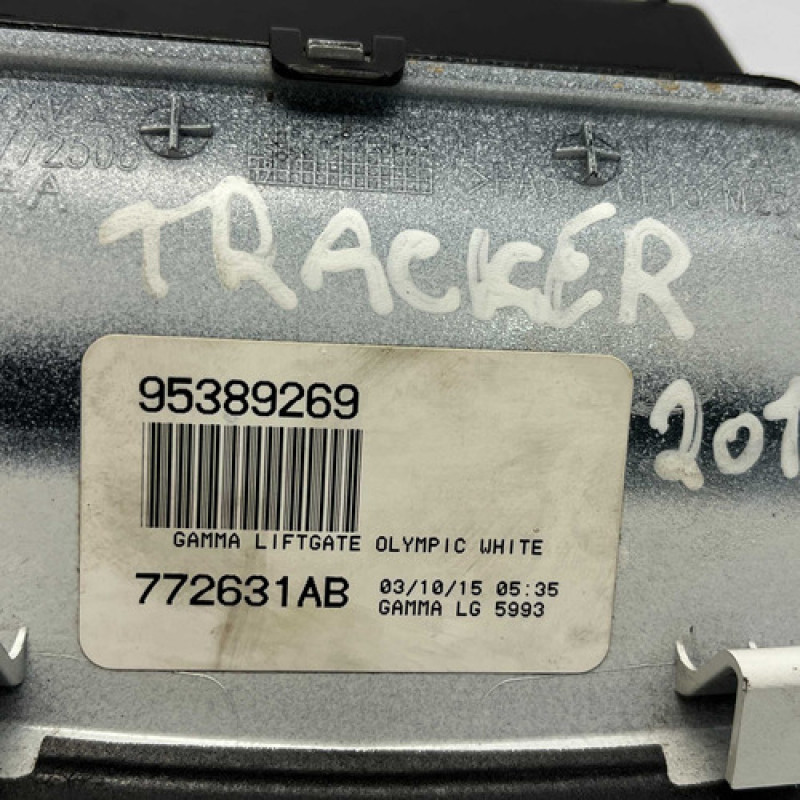 TRACKER
95389269
GAMMA LIFTGATE OLYMPIC WHITE
772631AB
03/10/15 05:35
GAMMA LG 5993